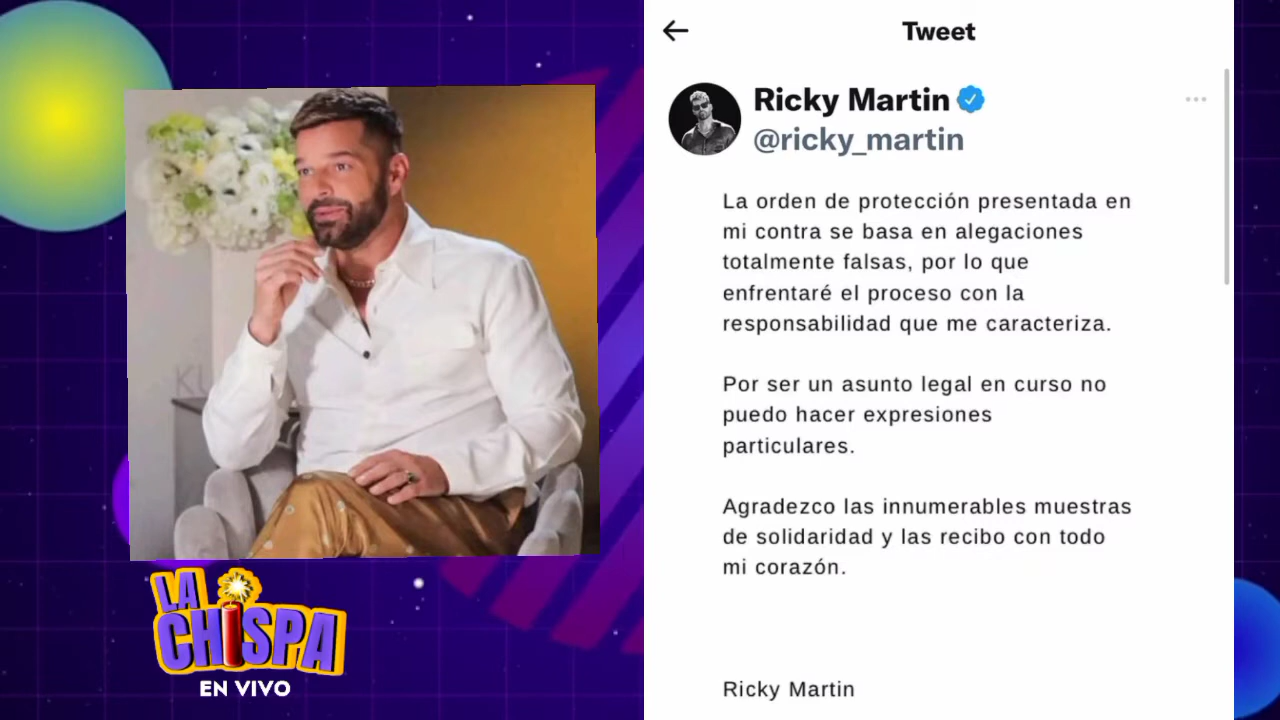 Tweet
Ricky Martin
@ricky_martin
La orden de protección presentada en
mi contra se basa en alegaciones
totalmente falsas, por lo que
enfrentaré el proceso con la
responsabilidad que me caracteriza.
Por ser un asunto legal en curso no
puedo hacer expresiones
particulares.
Agradezco las innumerables muestras
de solidaridad y las recibo con todo
mi corazón.
Ricky Martin
LA
CHISPA
EN VIVO